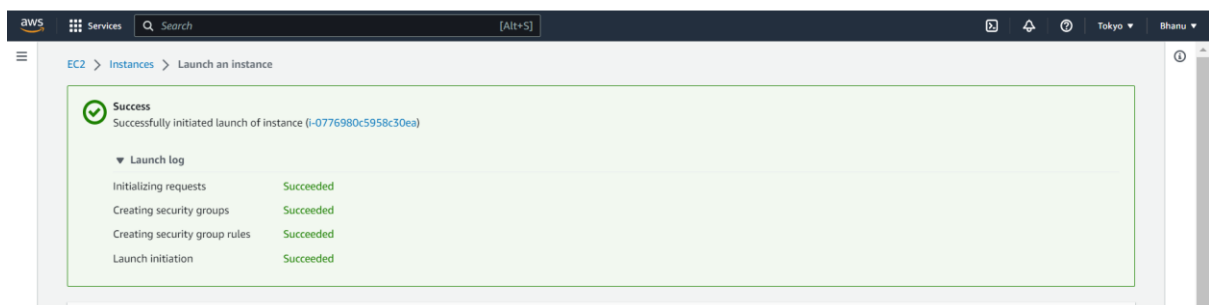 aws Services Search [Alt+S] Tokyo Bhanu
EC2 > Instances > Launch an instance
Success
Successfully initiated launch of instance (i-0776980c5958c30ea)
Launch log
Initializing requests Succeeded
Creating security groups Succeeded
Creating security group rules Succeeded
Launch initiation Succeeded